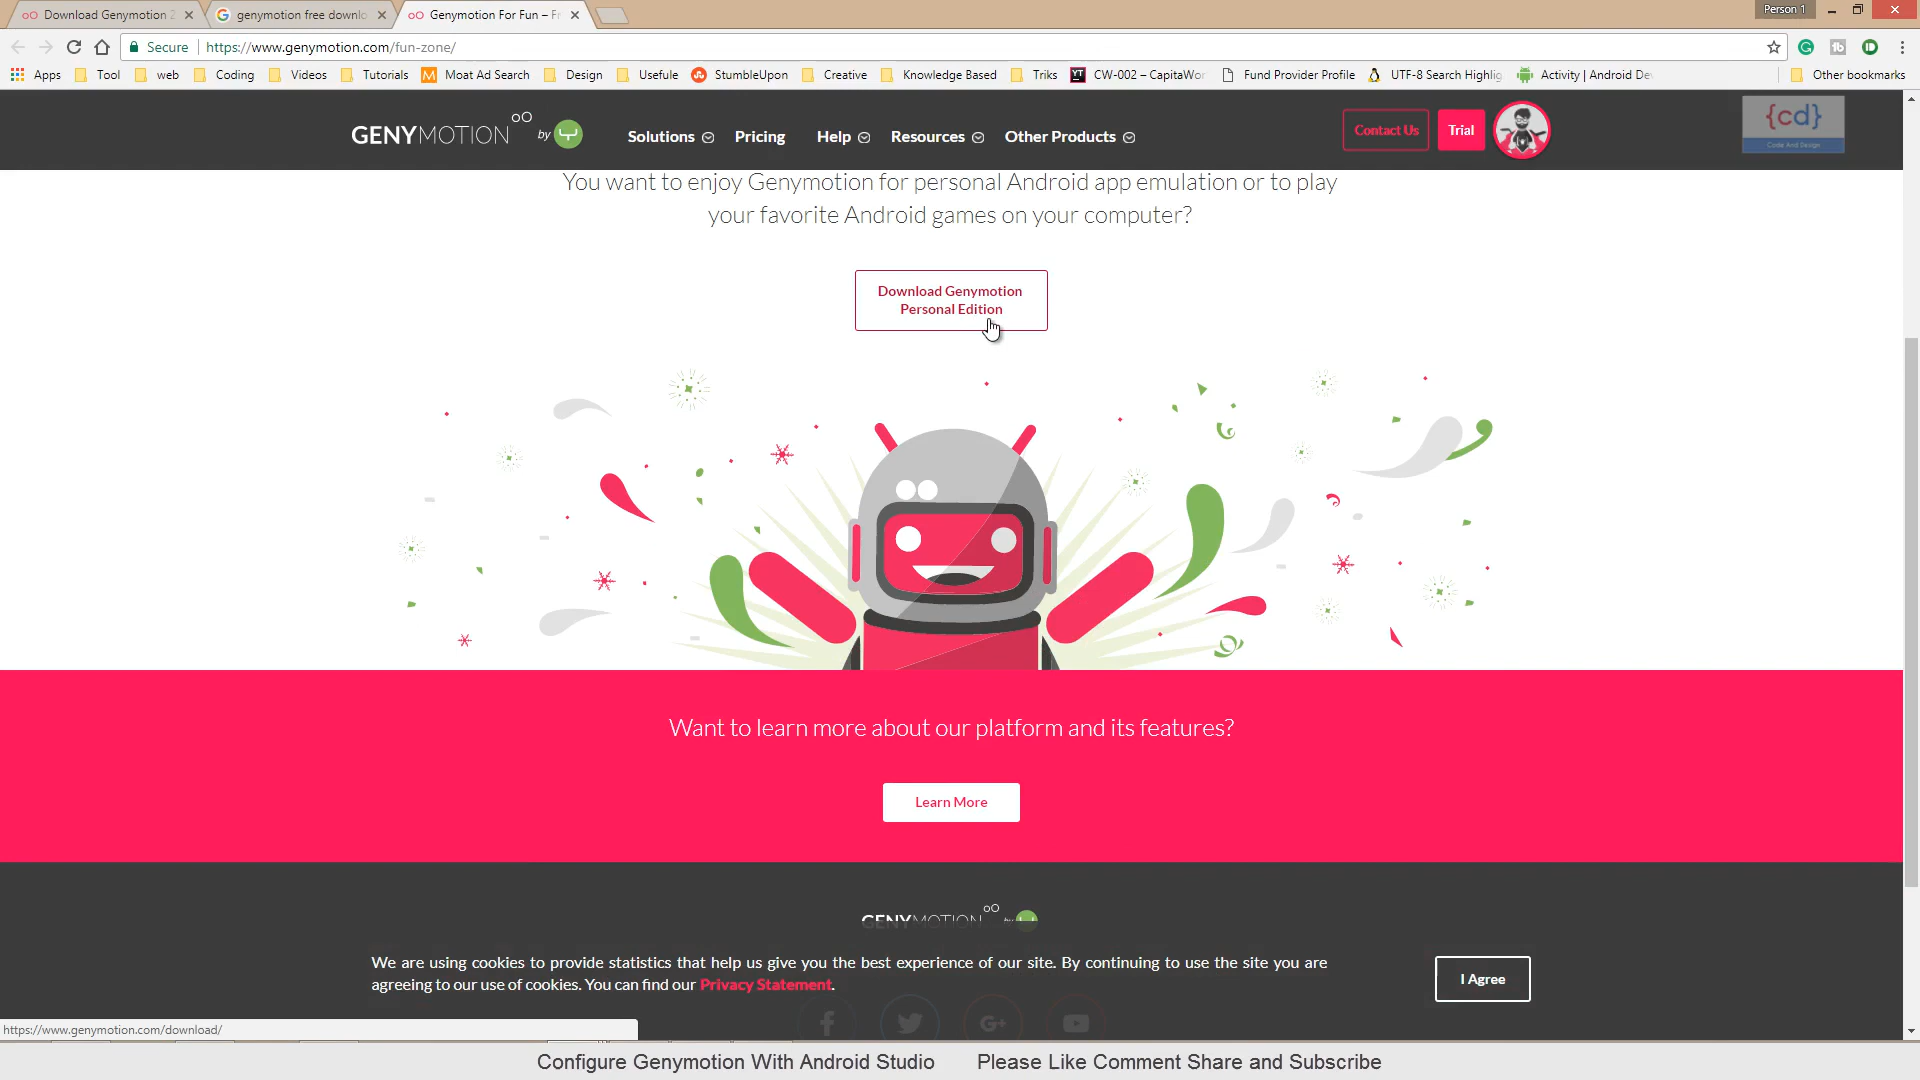 Download Genymotion 2
genymotion free downlo
Genymotion For Fun – Fr
Person 1
Secure
https://www.genymotion.com/fun-zone/
Apps
Tool
web
Coding
Videos
Tutorials
Moat Ad Search
Design
Usefule
StumbleUpon
Creative
Knowledge Based
Triks
CW-002 – CapitaWor
Fund Provider Profile
UTF-8 Search Highlig
Activity | Android De
Other bookmarks
GENYMOTION by
Solutions
Pricing
Help
Resources
Other Products
Contact Us
Trial
{cd}
Code And Design
You want to enjoy Genymotion for personal Android app emulation or to play
your favorite Android games on your computer?
Download Genymotion
Personal Edition
Want to learn more about our platform and its features?
Learn More
GENYMOTION by
We are using cookies to provide statistics that help us give you the best experience of our site. By continuing to use the site you are
agreeing to our use of cookies. You can find our Privacy Statement.
I Agree
https://www.genymotion.com/download/
Configure Genymotion With Android Studio
Please Like Comment Share and Subscribe